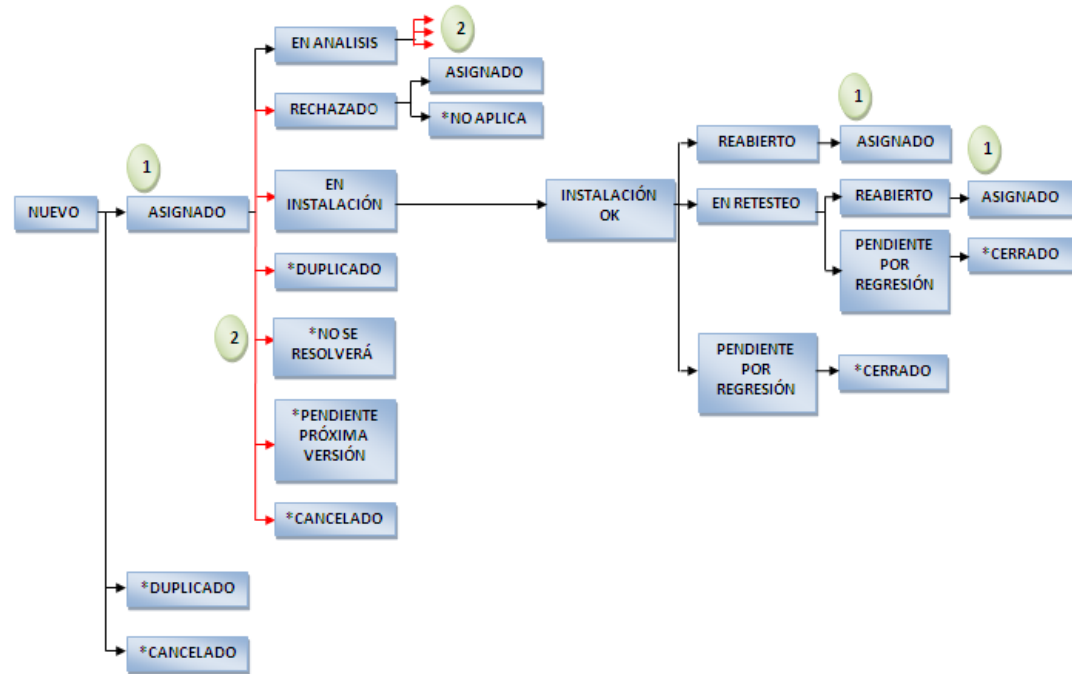 EN ANALISIS
2
ASIGNADO
RECHAZADO
*NO APLICA
1
REABIERTO
ASIGNADO
1
1
NUEVO
ASIGNADO
EN
INSTALACIÓN
INSTALACIÓN
OK
EN RETESTEO
REABIERTO
ASIGNADO
PENDIENTE
POR
REGRESIÓN
*CERRADO
*DUPLICADO
2
*NO SE
RESOLVERÁ
PENDIENTE
POR
REGRESIÓN
*CERRADO
*PENDIENTE
PRÓXIMA
VERSIÓN
*CANCELADO
*DUPLICADO
*CANCELADO